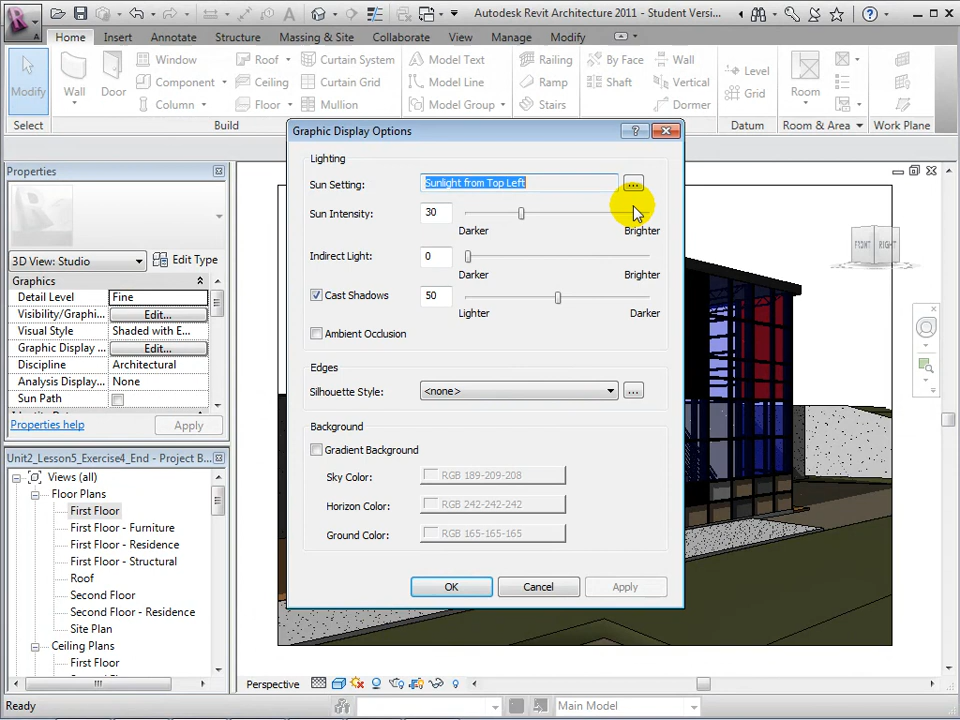 Autodesk Revit Architecture 2011 - Student Versi...
Home Insert Annotate Structure Massing & Site Collaborate View Manage Modify
Modify
Wall
Door
Window
Component
Column
Roof
Ceiling
Floor
Curtain System
Curtain Grid
Mullion
Model Text
Model Line
Model Group
Railing
Ramp
Stairs
By Face
Shaft
Wall
Vertical
Dormer
Level
Grid
Room
Select Build Datum Room & Area Work Plane
Properties
3D View: Studio Edit Type
Graphics
Detail Level Fine
Visibility/Graphi... Edit...
Visual Style Shaded with E...
Graphic Display ... Edit...
Discipline Architectural
Analysis Display... None
Sun Path
Properties help Apply
Unit2_Lesson5_Exercise4_End - Project B...
Views (all)
Floor Plans
First Floor
First Floor - Furniture
First Floor - Residence
First Floor - Structural
Roof
Second Floor
Second Floor - Residence
Site Plan
Ceiling Plans
First Floor
Graphic Display Options
Lighting
Sun Setting: Sunlight from Top Left ...
Sun Intensity: 30
Darker Brighter
Indirect Light: 0
Darker Brighter
Cast Shadows 50
Lighter Darker
Ambient Occlusion
Edges
Silhouette Style: <none> ...
Background
Gradient Background
Sky Color: RGB 189-209-208
Horizon Color: RGB 242-242-242
Ground Color: RGB 165-165-165
OK Cancel Apply
FRONT RIGHT
Perspective
Ready Main Model